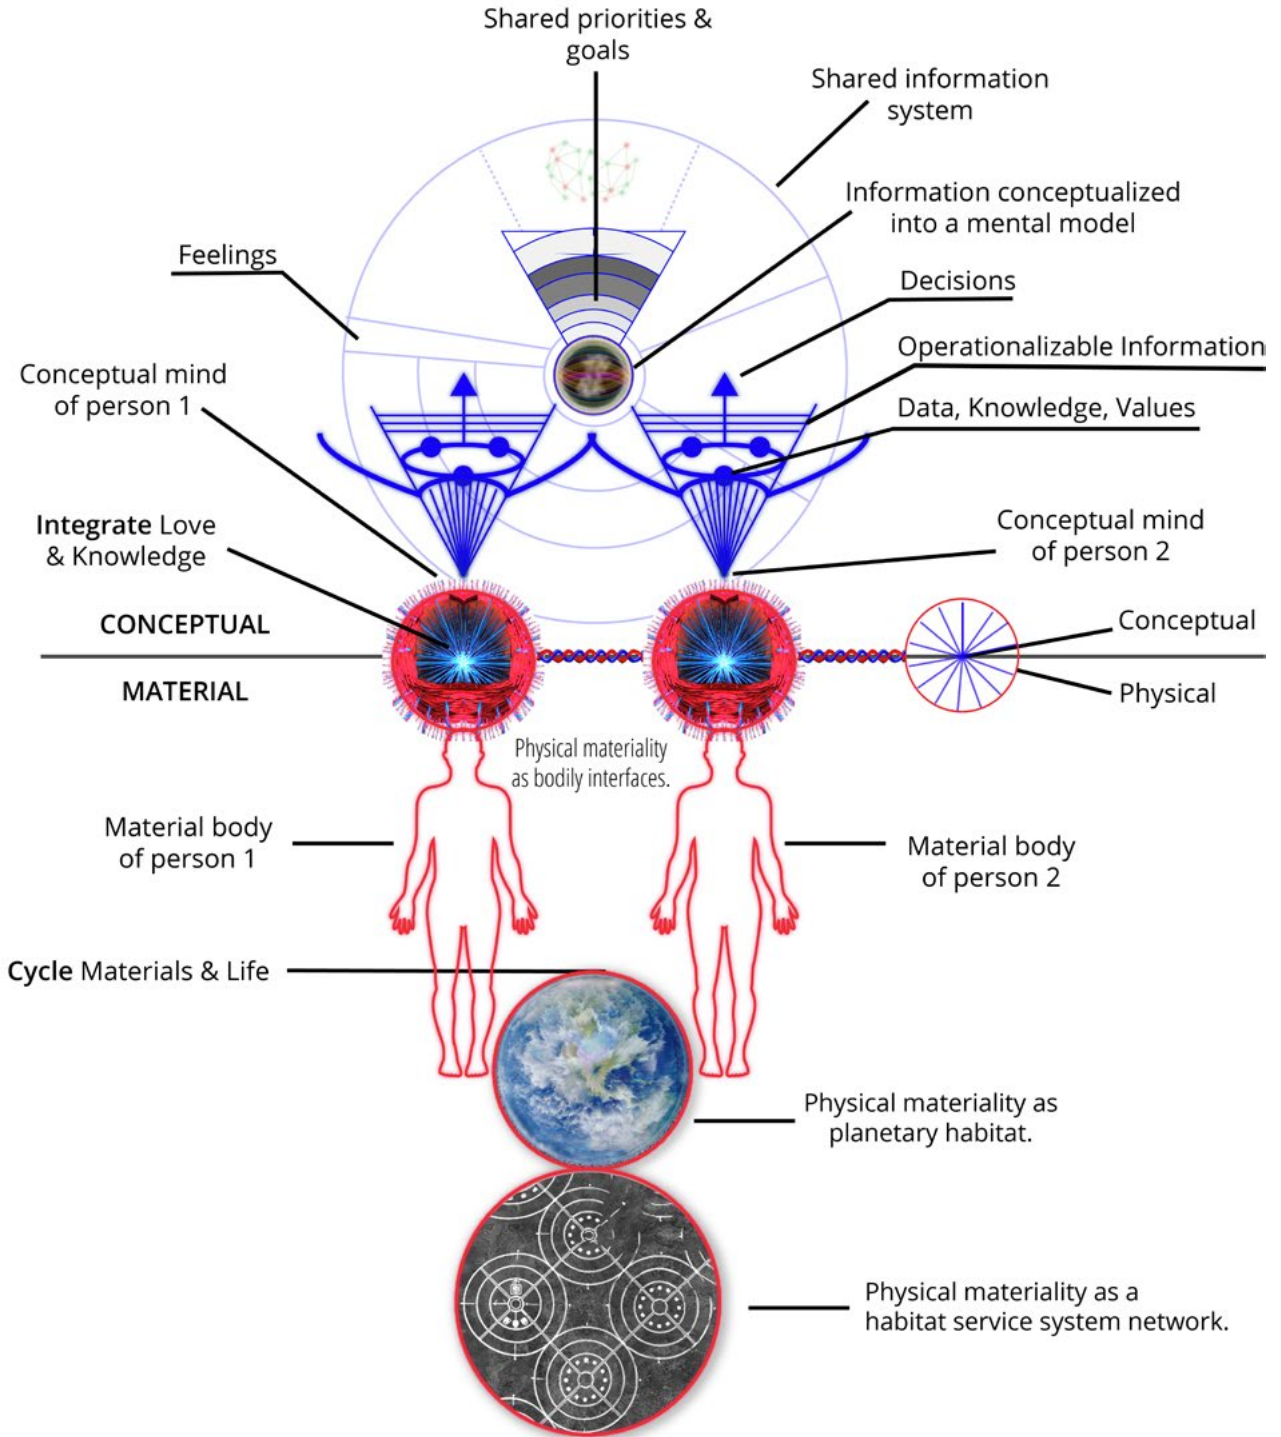 Shared priorities &
goals
Shared information
system
Information conceptualized
into a mental model
Feelings
Decisions
Operationalizable Information
Conceptual mind
of person 1
Data, Knowledge, Values
Integrate Love
& Knowledge
Conceptual mind
of person 2
CONCEPTUAL
Conceptual
MATERIAL
Physical
Physical materiality
as bodily interfaces.
Material body
of person 1
Material body
of person 2
Cycle Materials & Life
Physical materiality as
planetary habitat.
Physical materiality as a
habitat service system network.